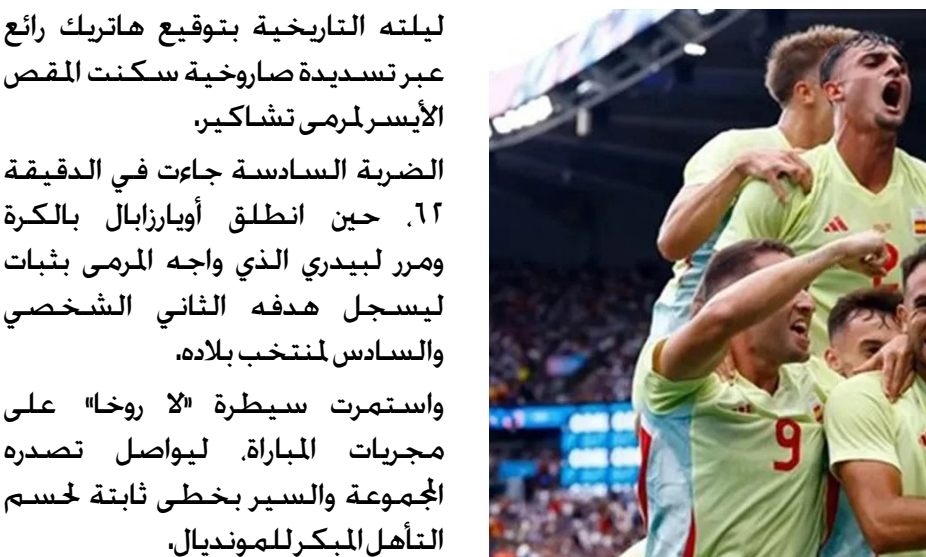 ليلته التاريخية بتوقيع هاتريك رائع
عبر تسديدة صاروخية سكنت المقص
الأيسر لمرمى تشاكير.
الضربة السادسة جاءت في الدقيقة
٦٢، حين انطلق أويارزابال بالكرة
ومرر لبيدري الذي واجه المرمى بثبات
ليسجل هدفه الثاني الشخصي
والسادس لمنتخب بلاده.
واستمرت سيطرة «لا روخا» على
مجريات المباراة، ليواصل تصدره
المجموعة والسير بخطى ثابتة لحسم
التأهل المبكر للمونديال.
9
2